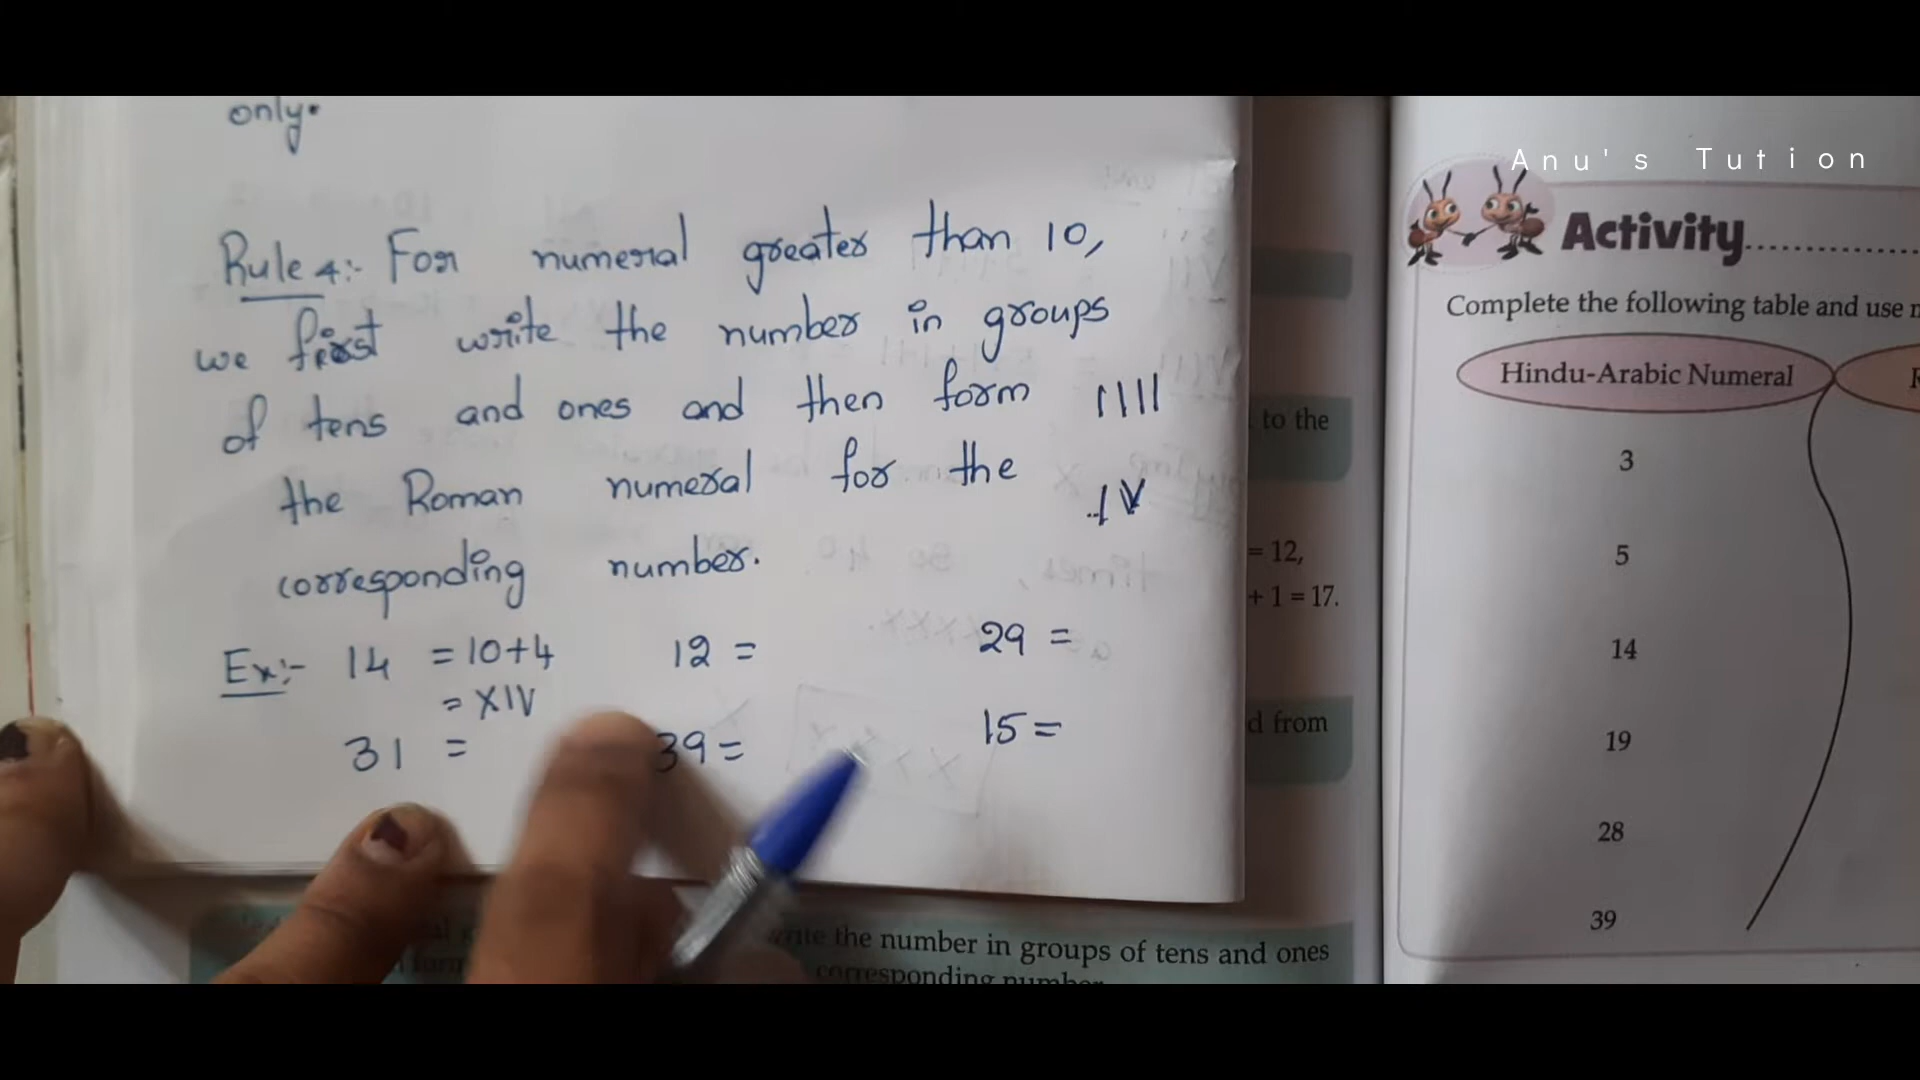 only.
Rule 4:- For numeral greater than 10,
we first write the number in groups
of tens and ones and then form
the Roman numeral for the
corresponding number.
IIII
IV
Ex:- 14 = 10+4 12 = 29 =
= XIV
31 = 39 = 15 =
to the
= 12,
+ 1 = 17.
d from
the number in groups of tens and ones
corresponding number.
Anu's Tution
Activity
Complete the following table and use
Hindu-Arabic Numeral
3
5
14
19
28
39